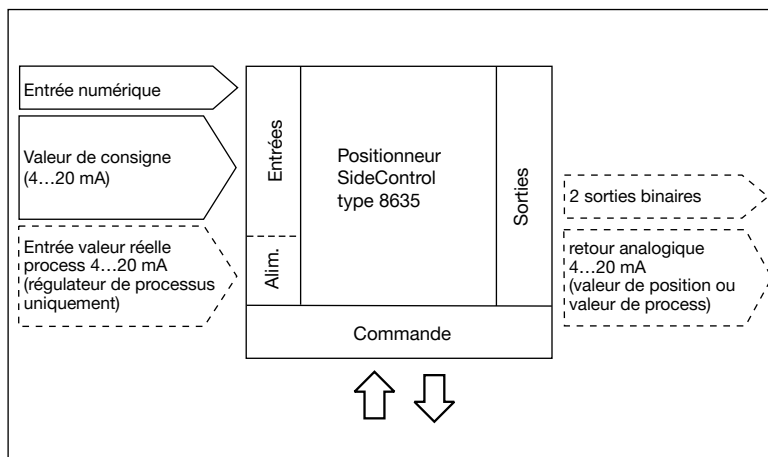 Entrée numérique
Valeur de consigne
(4…20 mA)
Entrée valeur réelle
process 4…20 mA
(régulateur de processus
uniquement)
Entrées
Alim.
Positionneur
SideControl
type 8635
Sorties
Commande
2 sorties binaires
retour analogique
4…20 mA
(valeur de position ou
valeur de process)